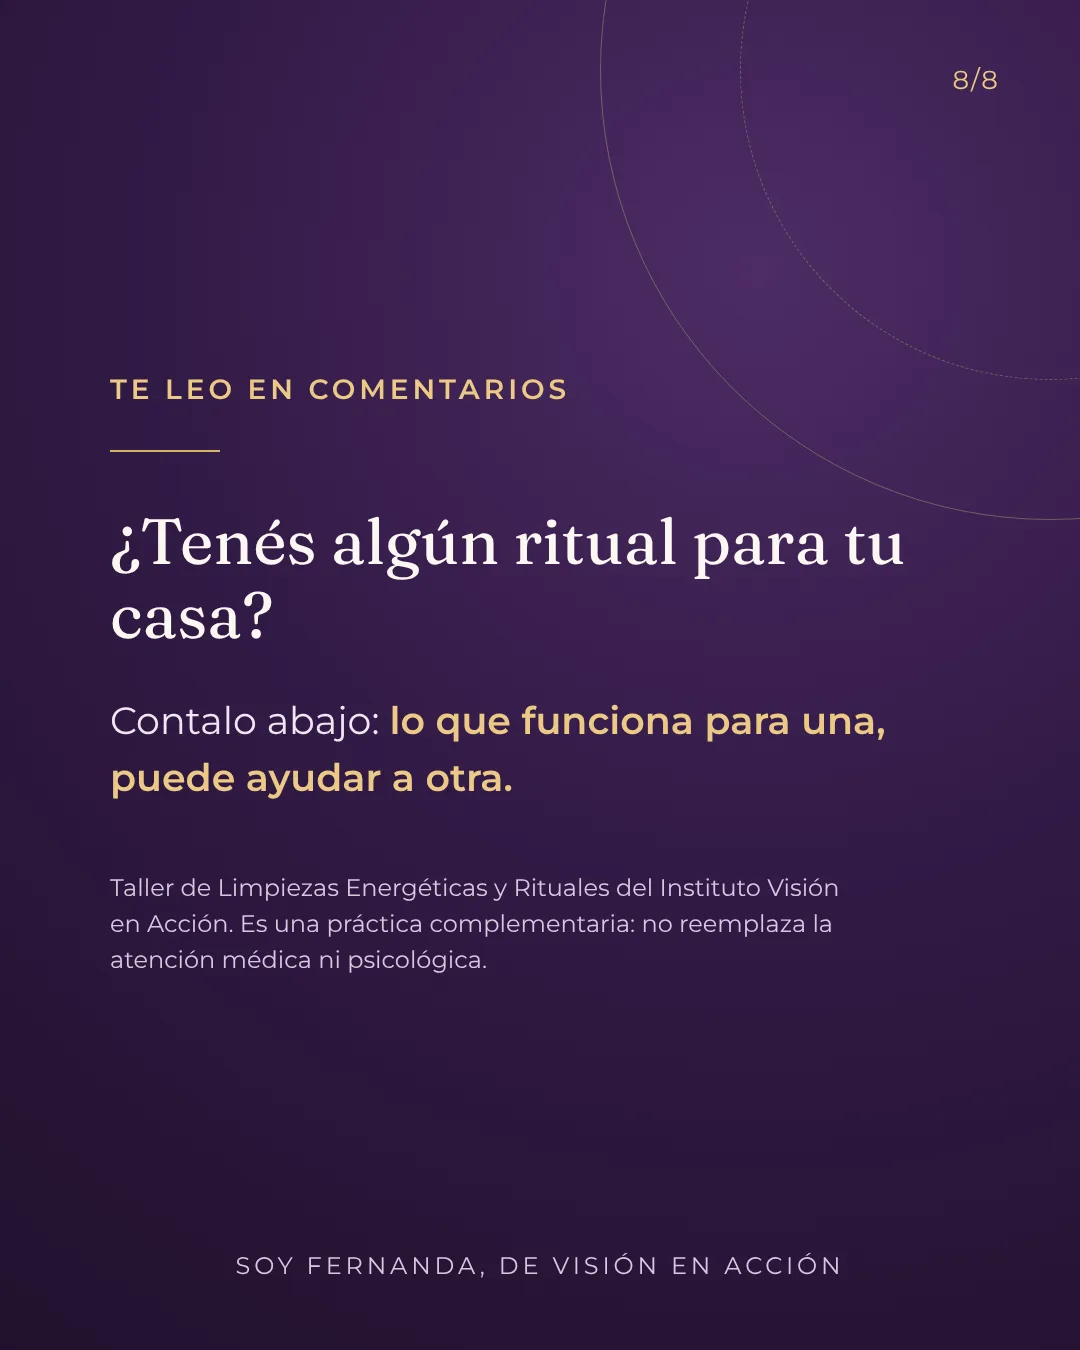 8/8
TE LEO EN COMENTARIOS
¿Tenés algún ritual para tu
casa?
Contalo abajo: lo que funciona para una,
puede ayudar a otra.
Taller de Limpiezas Energéticas y Rituales del Instituto Visión
en Acción. Es una práctica complementaria: no reemplaza la
atención médica ni psicológica.
SOY FERNANDA, DE VISIÓN EN ACCIÓN